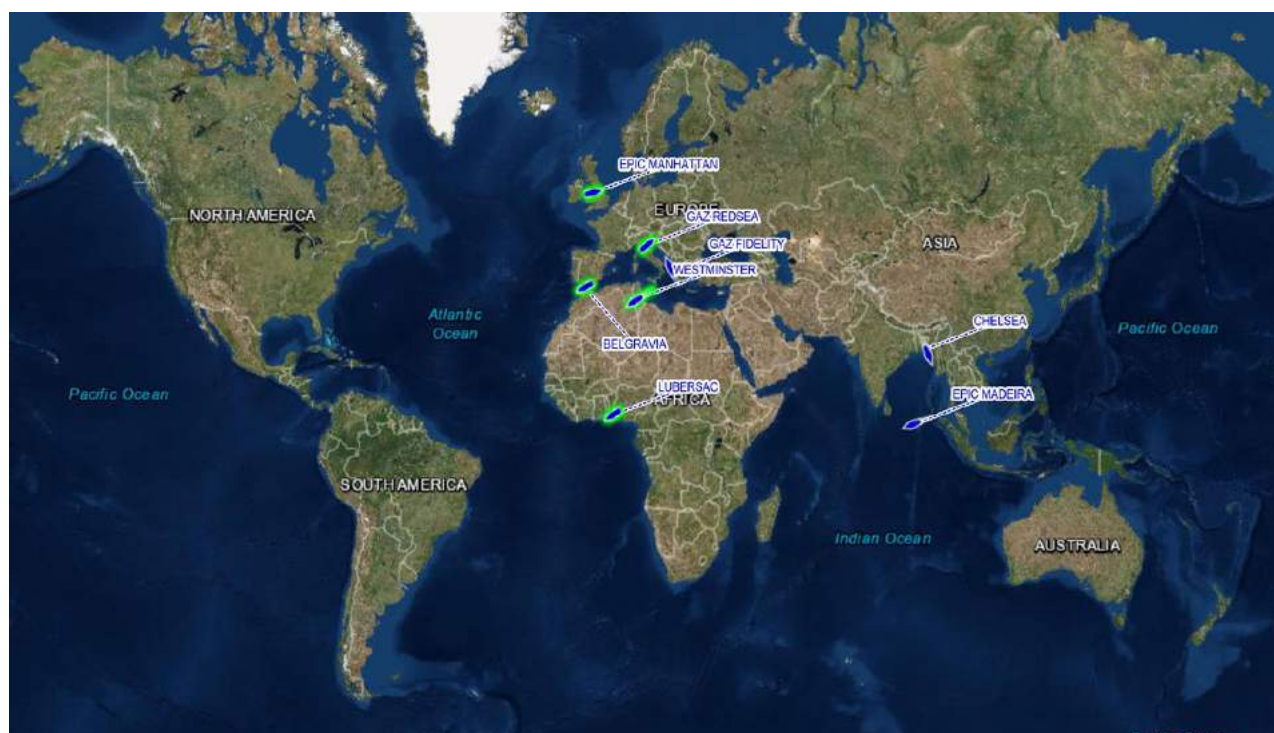 EPIC MANHATTAN
NORTH AMERICA
EUROPE
GAZ REDSEA
GAZ FIDELITY
ASIA
WESTMINSTER
Atlantic
Ocean
CHELSEA
Pacific Ocean
BELGRAVIA
Pacific Ocean
LUBERSAC
AFRICA
EPIC MADEIRA
SOUTH AMERICA
Indian Ocean
AUSTRALIA